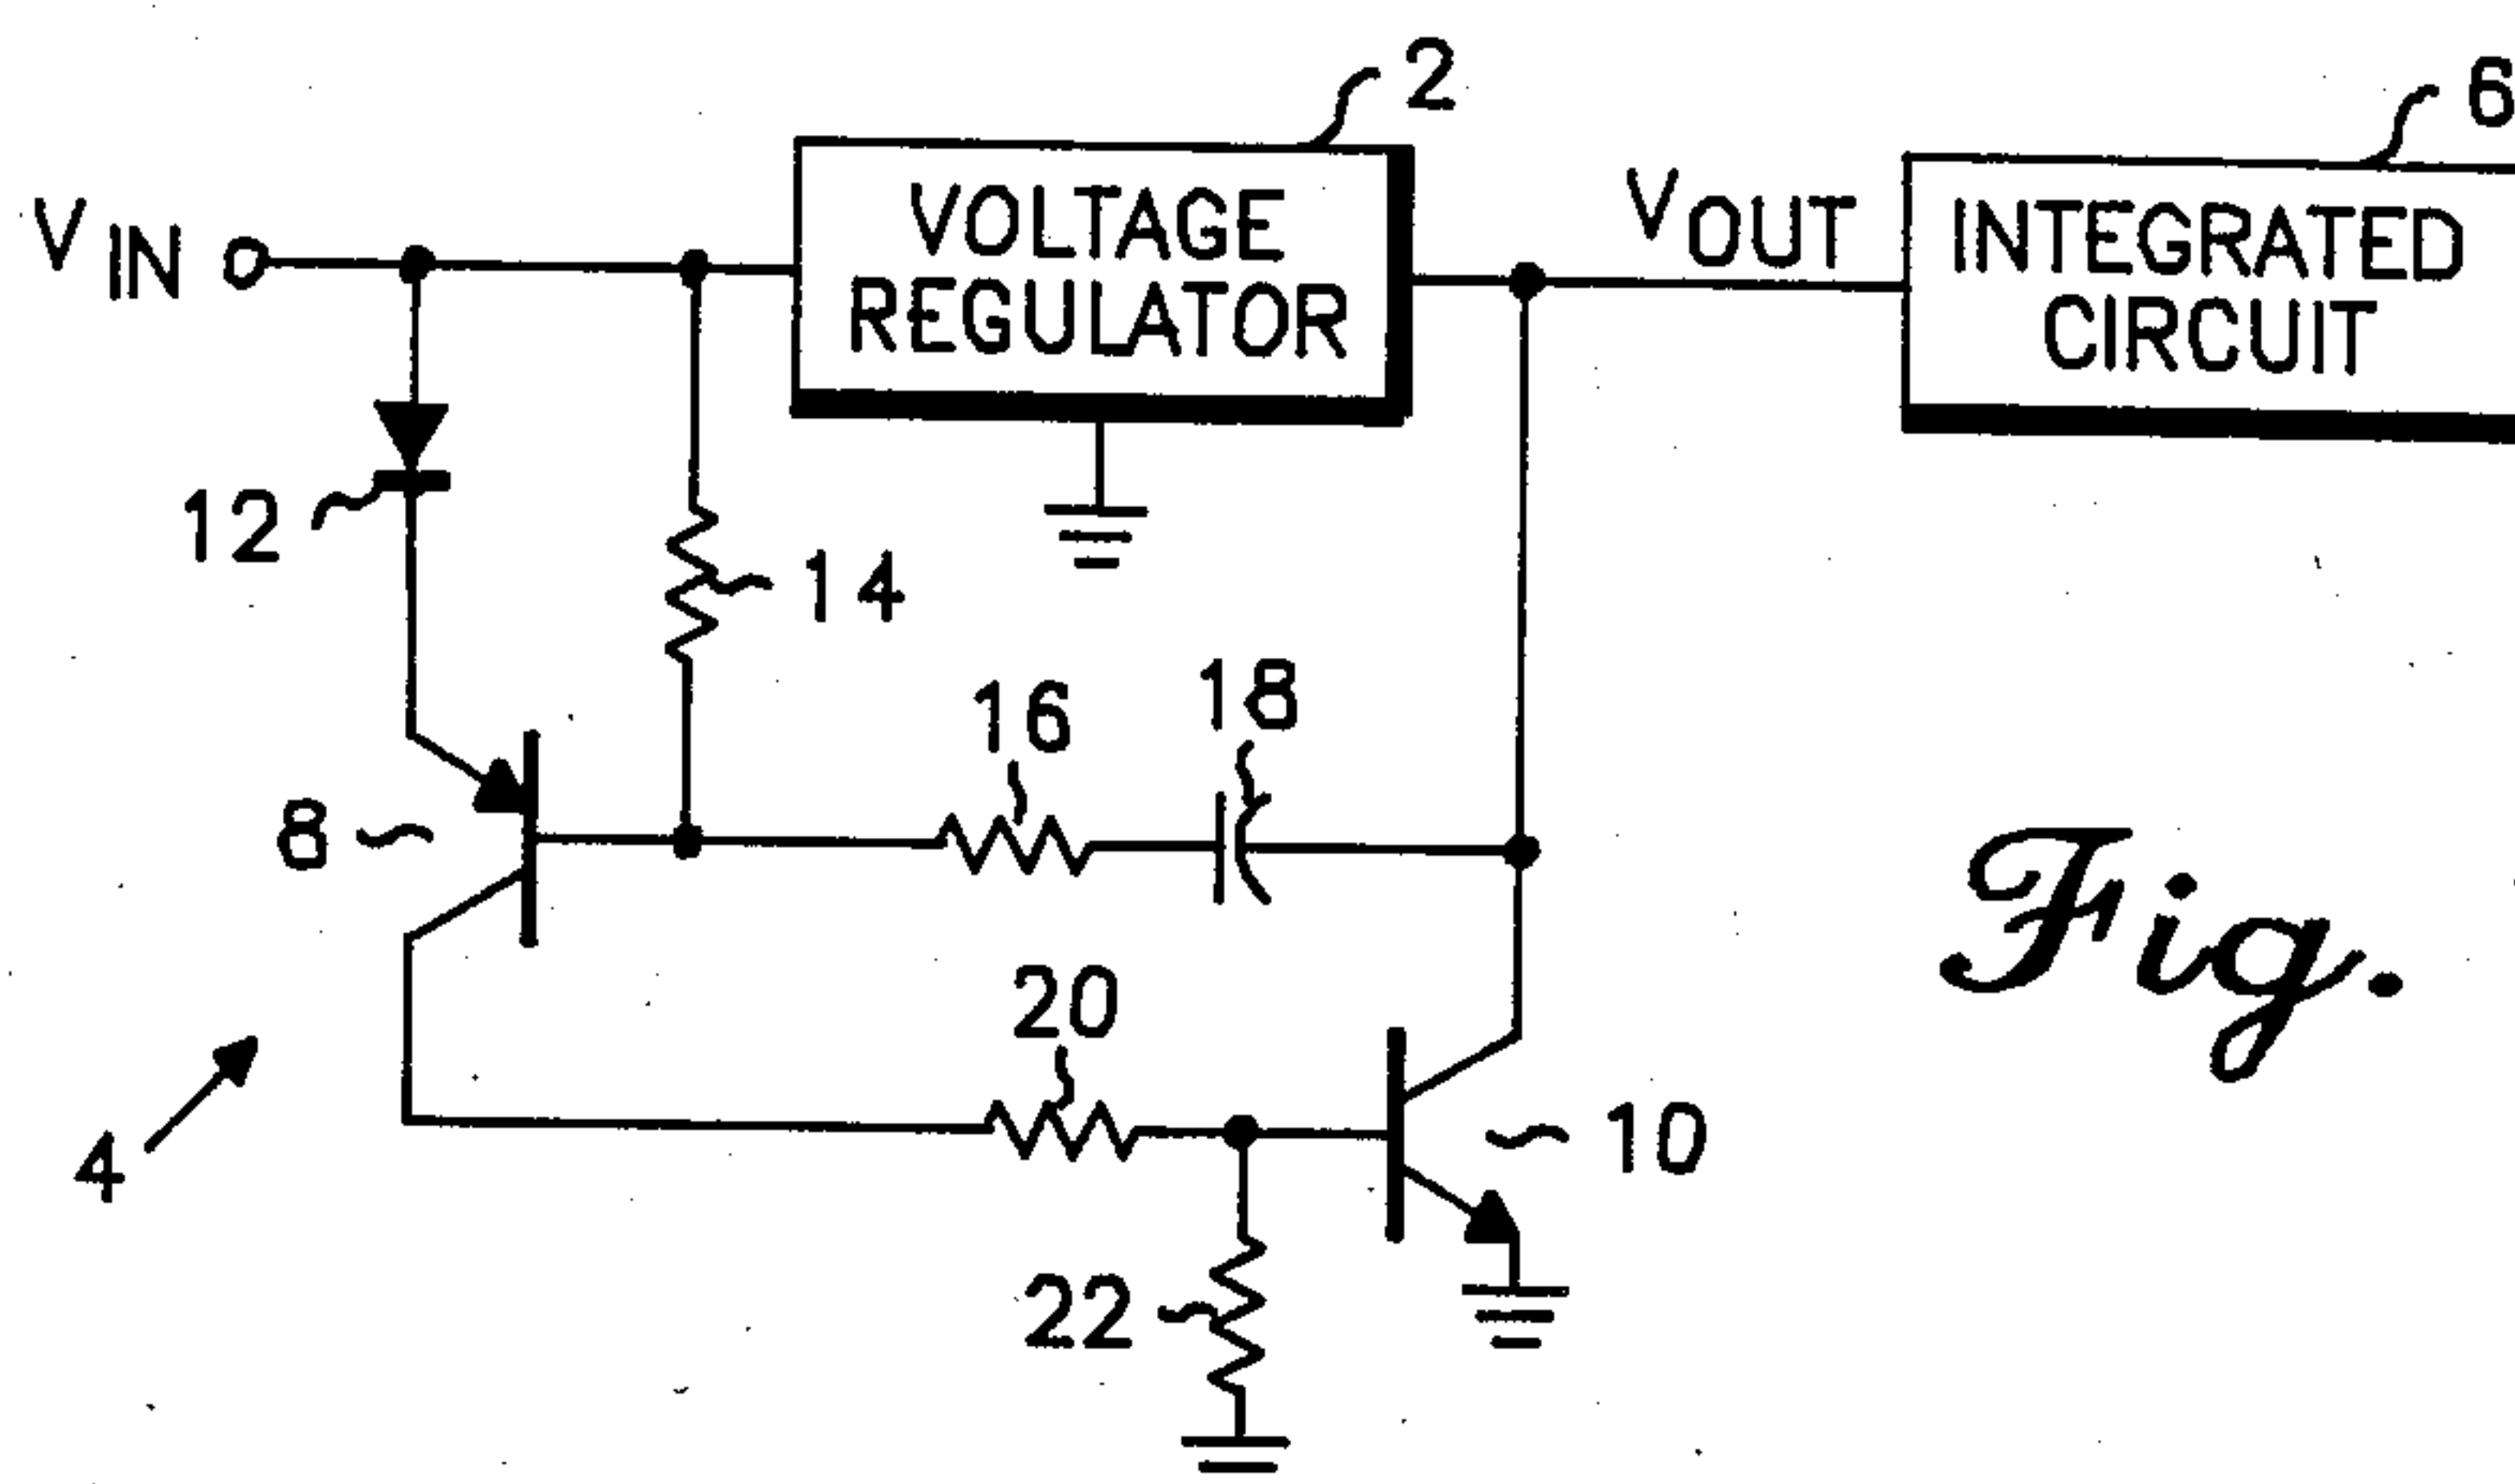 2
6
VIN
VOLTAGE
REGULATOR
VOUT
INTEGRATED
CIRCUIT
12
14
16
18
8
20
10
4
22
Fig.